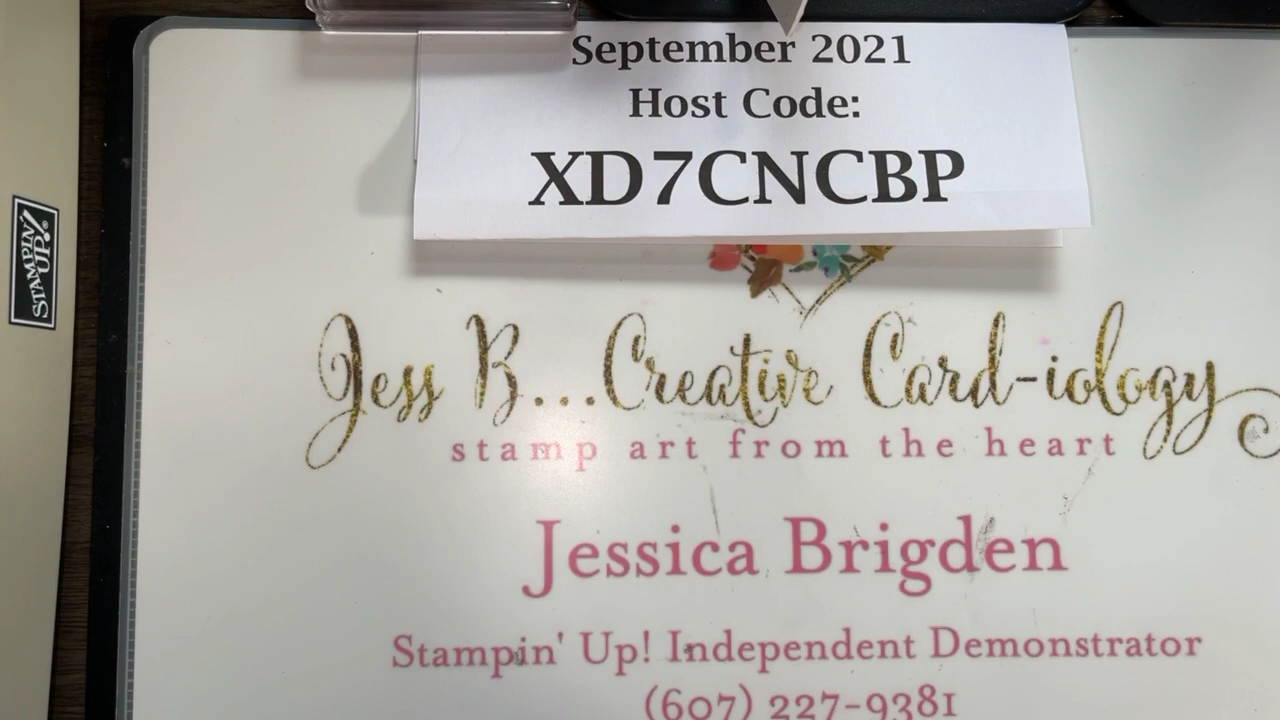 September 2021
Host Code:
XD7CNCBP
STAMPIN' UP!®
Jess B...Creative Card-iology
stamp art from the heart
Jessica Brigden
Stampin' Up! Independent Demonstrator
(607) 227-9381